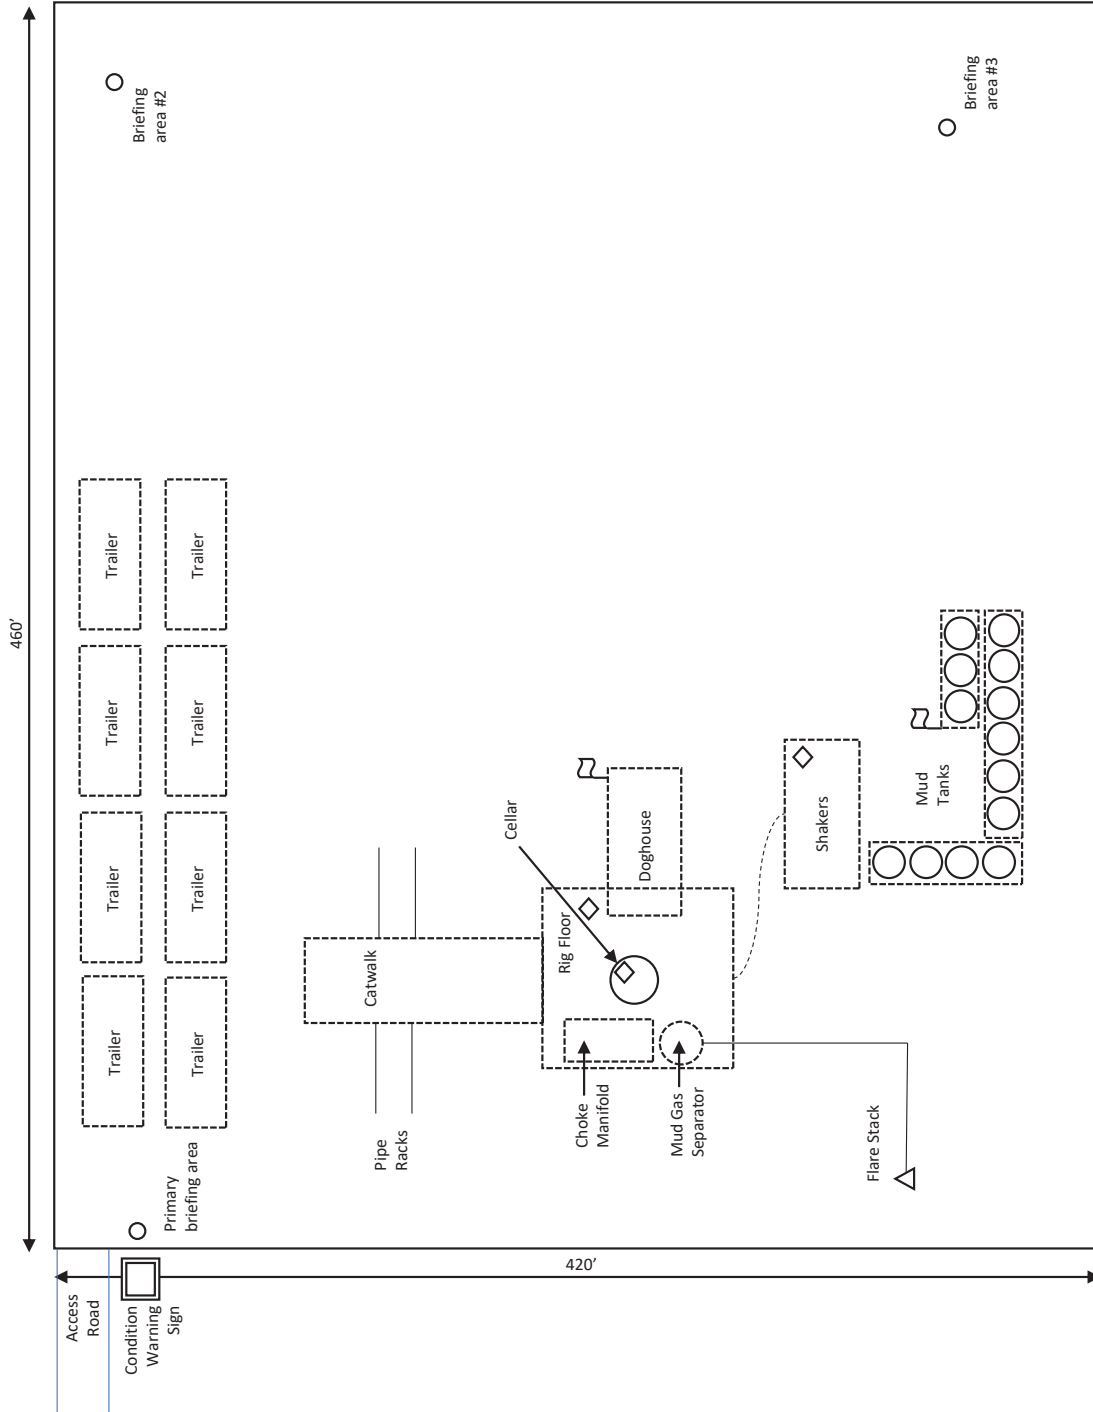 460’
420’
Briefing
area #2
Briefing
area #3
Trailer
Trailer
Trailer
Trailer
Trailer
Trailer
Trailer
Trailer
Primary
briefing area
Access
Road
Condition
Warning
Sign
Pipe
Racks
Catwalk
Rig Floor
Cellar
Doghouse
Choke
Manifold
Mud Gas
Separator
Shakers
Mud
Tanks
Flare Stack